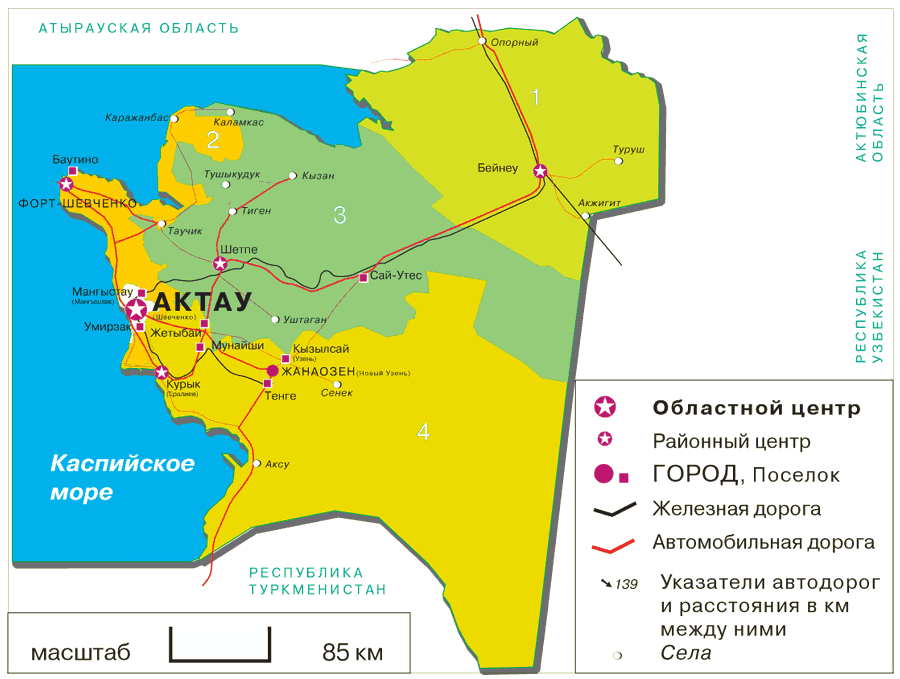 АТЫРАУСКАЯ ОБЛАСТЬ
АКТЮБИНСКАЯ
ОБЛАСТЬ
Опорный
1
Каражанбас
Каламкас
2
Баутино
Туруш
Бейнеу
Тушыкудук
Кызан
ФОРТ-ШЕВЧЕНКО
Тиген
3
Акжигит
Таучик
Шетпе
РЕСПУБЛИКА
УЗБЕКИСТАН
Сай-Утес
Мангыстау
(Мангышлак)
АКТАУ
(Шевченко)
Уштаган
Умирзак
Жетыбай
Мунайши
Кызылсай
(Узень)
ЖАНАОЗЕН (Новый Узень)
Курык
(Ералиев)
Тенге
Сенек
4
Аксу
Каспийское
море
РЕСПУБЛИКА
ТУРКМЕНИСТАН
Областной центр
Районный центр
ГОРОД, Поселок
Железная дорога
Автомобильная дорога
139
Указатели автодорог
и расстояния в км
между ними
Села
масштаб 85 км